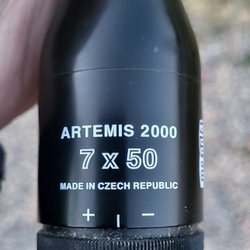 ARTEMIS 2000
7 x 50
MADE IN CZECH REPUBLIC
+ | −